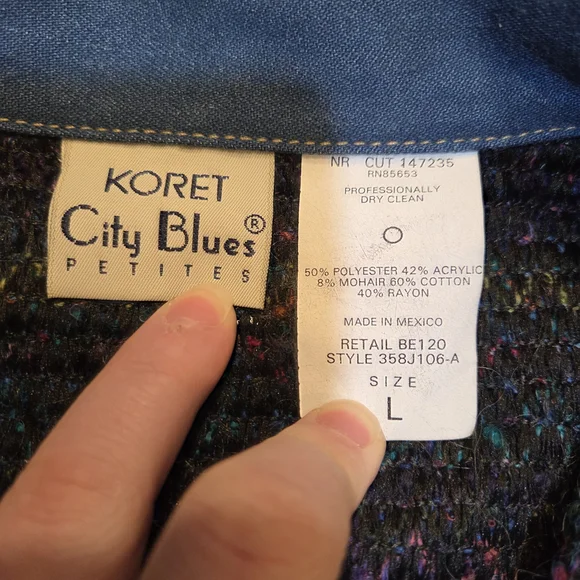 KORET
City Blues®
PETITES
NR CUT 147235
RN85653
PROFESSIONALLY
DRY CLEAN
50% POLYESTER 42% ACRYLIC
8% MOHAIR 60% COTTON
40% RAYON
MADE IN MEXICO
RETAIL BE120
STYLE 358J106-A
SIZE
L